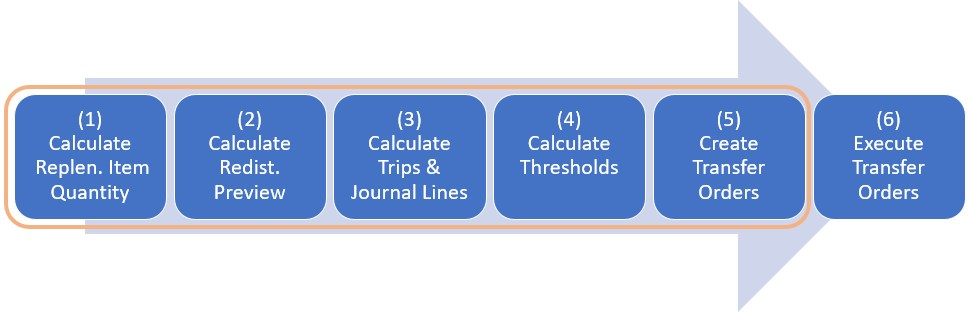 (1)
Calculate
Replen. Item
Quantity
(2)
Calculate
Redist.
Preview
(3)
Calculate
Trips &
Journal Lines
(4)
Calculate
Thresholds
(5)
Create
Transfer
Orders
(6)
Execute
Transfer
Orders